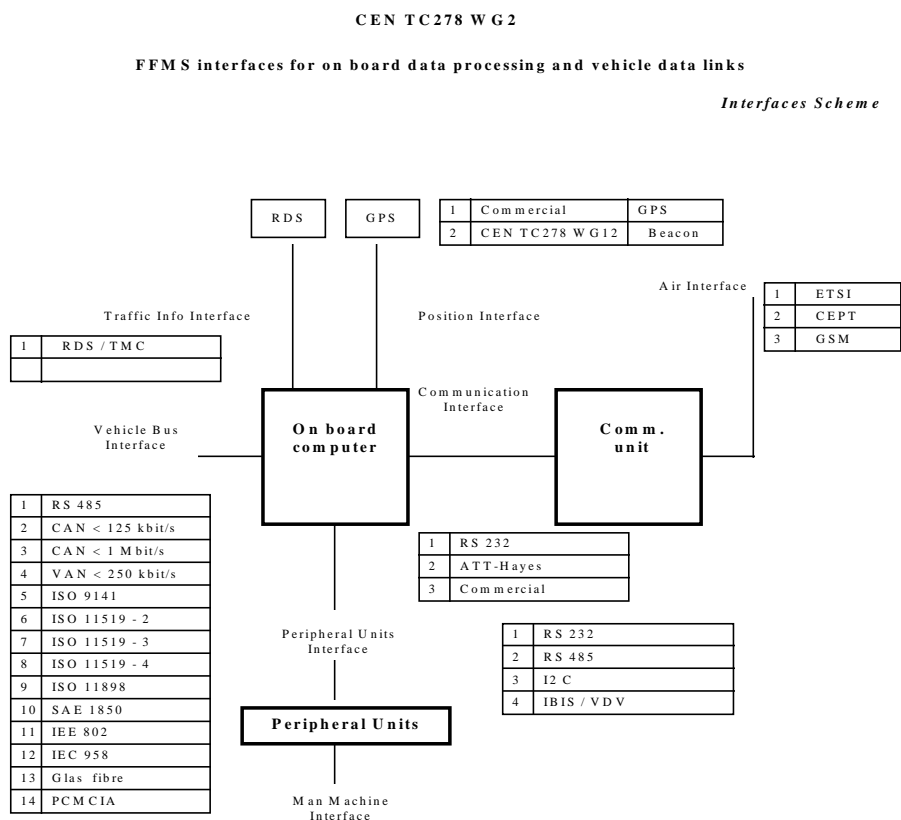 CEN TC278 WG2
FFMS interfaces for on board data processing and vehicle data links
Interfaces Scheme
RDS
GPS
1 Commercial GPS
2 CEN TC278 WG12 Beacon
Air Interface
1 ETSI
2 CEPT
3 GSM
Traffic Info Interface
Position Interface
1 RDS / TMC
Communication
Interface
Vehicle Bus
Interface
On board
computer
Comm.
unit
1 RS 485
2 CAN < 125 kbit/s
3 CAN < 1 Mbit/s
4 VAN < 250 kbit/s
5 ISO 9141
6 ISO 11519 - 2
7 ISO 11519 - 3
8 ISO 11519 - 4
9 ISO 11898
10 SAE 1850
11 IEE 802
12 IEC 958
13 Glas fibre
14 PCMCIA
1 RS 232
2 ATT-Hayes
3 Commercial
Peripheral Units
Interface
1 RS 232
2 RS 485
3 I2 C
4 IBIS / VDV
Peripheral Units
Man Machine
Interface